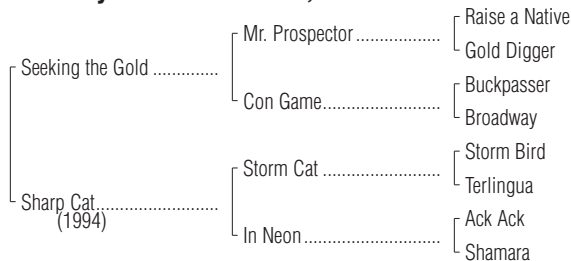 Raise a Native
Mr. Prospector ..................
Gold Digger
Seeking the Gold ..............
Buckpasser
Con Game.........................
Broadway
Storm Bird
Storm Cat .........................
Terlingua
Sharp Cat..........................
(1994)
Ack Ack
In Neon.............................
Shamara